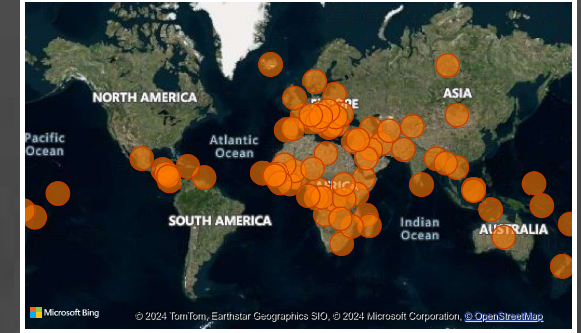 NORTH AMERICA
ASIA
Pacific
Ocean
Atlantic
Ocean
SOUTH AMERICA
Indian
Ocean
AUSTRALIA
Microsoft Bing
© 2024 TomTom, Earthstar Geographics SIO, © 2024 Microsoft Corporation, © OpenStreetMap